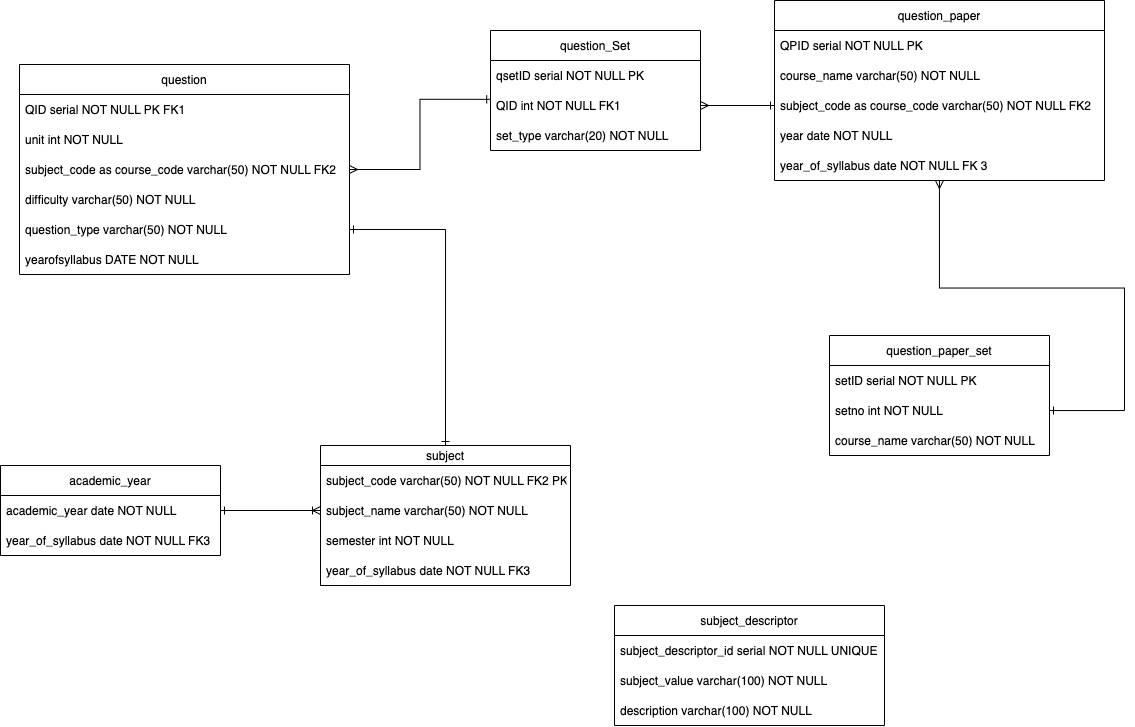 question
QID serial NOT NULL PK FK1
unit int NOT NULL
subject_code as course_code varchar(50) NOT NULL FK2
difficulty varchar(50) NOT NULL
question_type varchar(50) NOT NULL
yearofsyllabus DATE NOT NULL
question_Set
qsetID serial NOT NULL PK
QID int NOT NULL FK1
set_type varchar(20) NOT NULL
question_paper
QPID serial NOT NULL PK
course_name varchar(50) NOT NULL
subject_code as course_code varchar(50) NOT NULL FK2
year date NOT NULL
year_of_syllabus date NOT NULL FK 3
question_paper_set
setID serial NOT NULL PK
setno int NOT NULL
course_name varchar(50) NOT NULL
academic_year
academic_year date NOT NULL
year_of_syllabus date NOT NULL FK3
subject
subject_code varchar(50) NOT NULL FK2 PK
subject_name varchar(50) NOT NULL
semester int NOT NULL
year_of_syllabus date NOT NULL FK3
subject_descriptor
subject_descriptor_id serial NOT NULL UNIQUE
subject_value varchar(100) NOT NULL
description varchar(100) NOT NULL